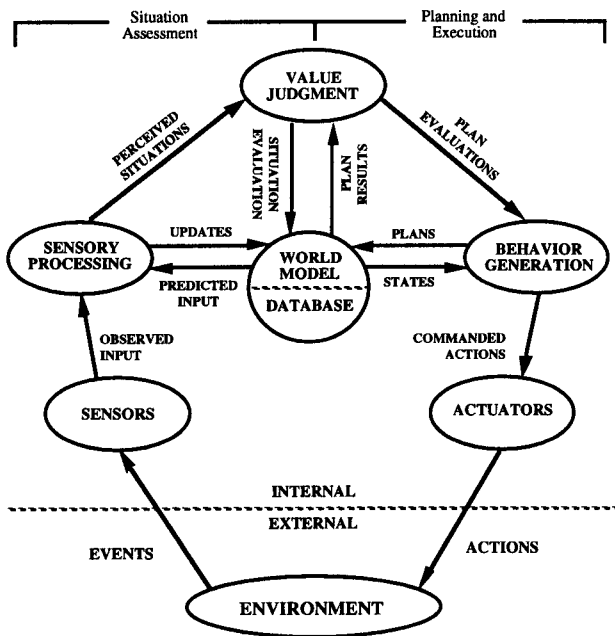 Situation
Assessment
Planning and
Execution
VALUE
JUDGMENT
PERCEIVED
SITUATIONS
SITUATION
EVALUATION
PLAN
RESULTS
PLAN
EVALUATIONS
SENSORY
PROCESSING
UPDATES
PREDICTED
INPUT
WORLD
MODEL
DATABASE
PLANS
STATES
BEHAVIOR
GENERATION
OBSERVED
INPUT
COMMANDED
ACTIONS
SENSORS
ACTUATORS
INTERNAL
EXTERNAL
EVENTS
ACTIONS
ENVIRONMENT